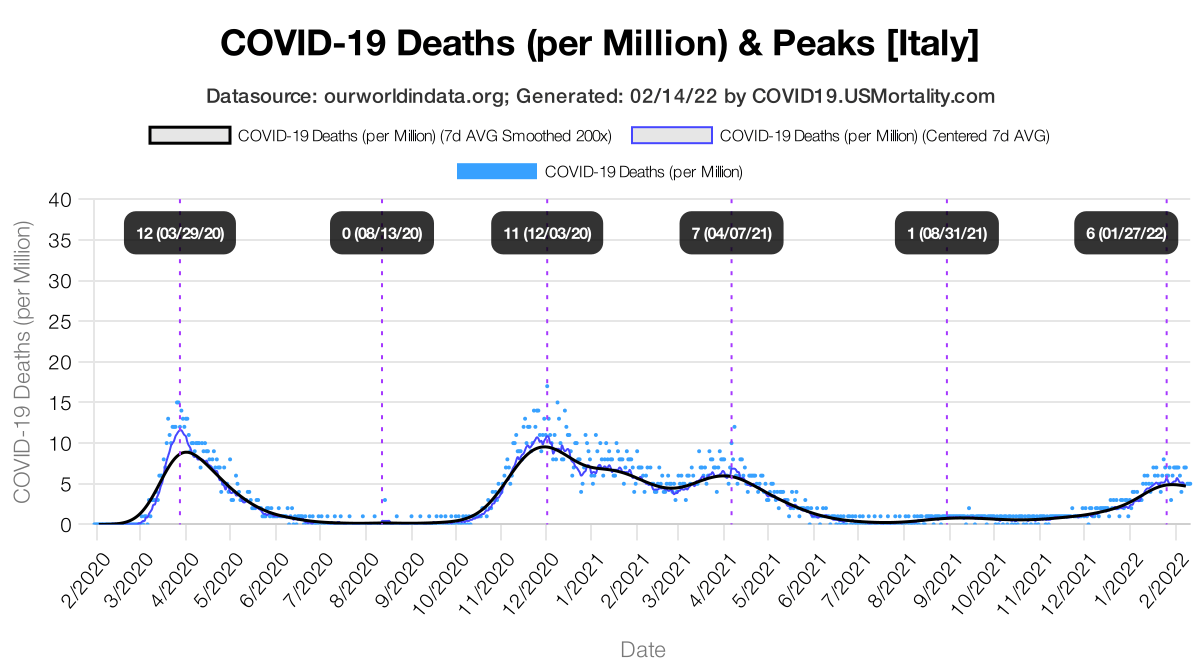 COVID-19 Deaths (per Million) & Peaks [Italy]
Datasource: ourworldindata.org; Generated: 02/14/22 by COVID19.USMortality.com
COVID-19 Deaths (per Million) (7d AVG Smoothed 200x) COVID-19 Deaths (per Million) (Centered 7d AVG)
COVID-19 Deaths (per Million)
COVID-19 Deaths (per Million)
40
35
30
25
20
15
10
5
0
12 (03/29/20) 0 (08/13/20) 11 (12/03/20) 7 (04/07/21) 1 (08/31/21) 6 (01/27/22)
2/2020 3/2020 4/2020 5/2020 6/2020 7/2020 8/2020 9/2020 10/2020 11/2020 12/2020 1/2021 2/2021 3/2021 4/2021 5/2021 6/2021 7/2021 8/2021 9/2021 10/2021 11/2021 12/2021 1/2022 2/2022
Date